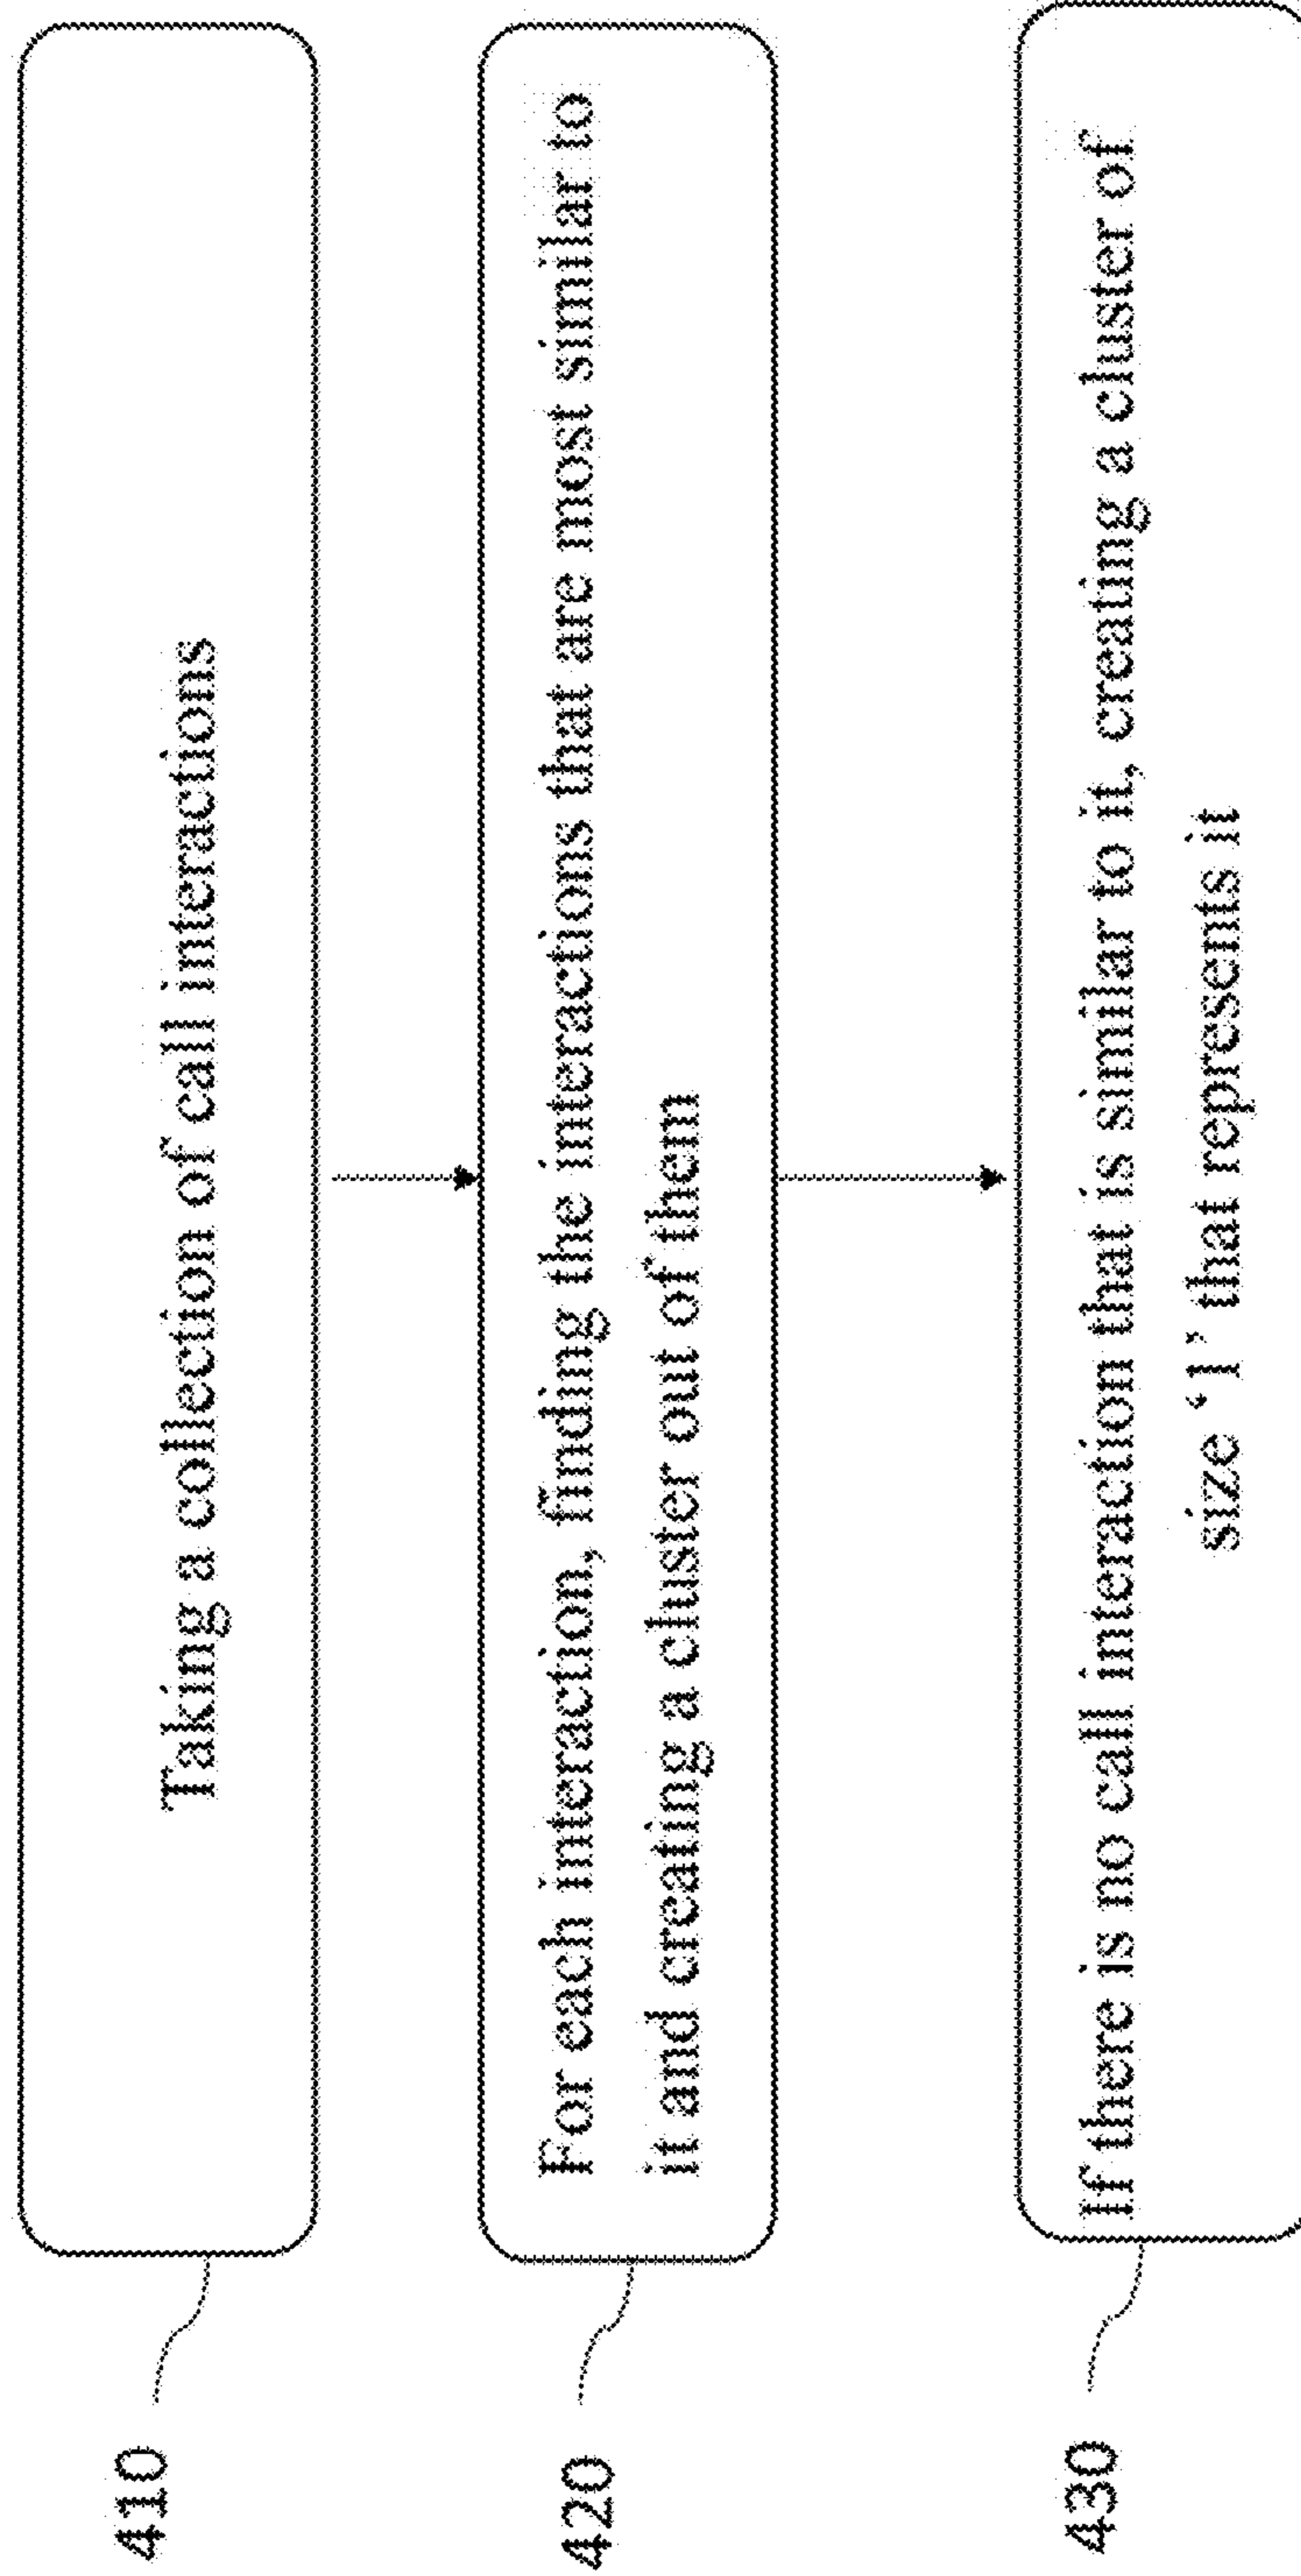 410
Taking a collection of call interactions
420
For each interaction, finding the interactions that are most similar to
it and creating a cluster out of them
430
If there is no call interaction that is similar to it, creating a cluster of
size ‘1’ that represents it